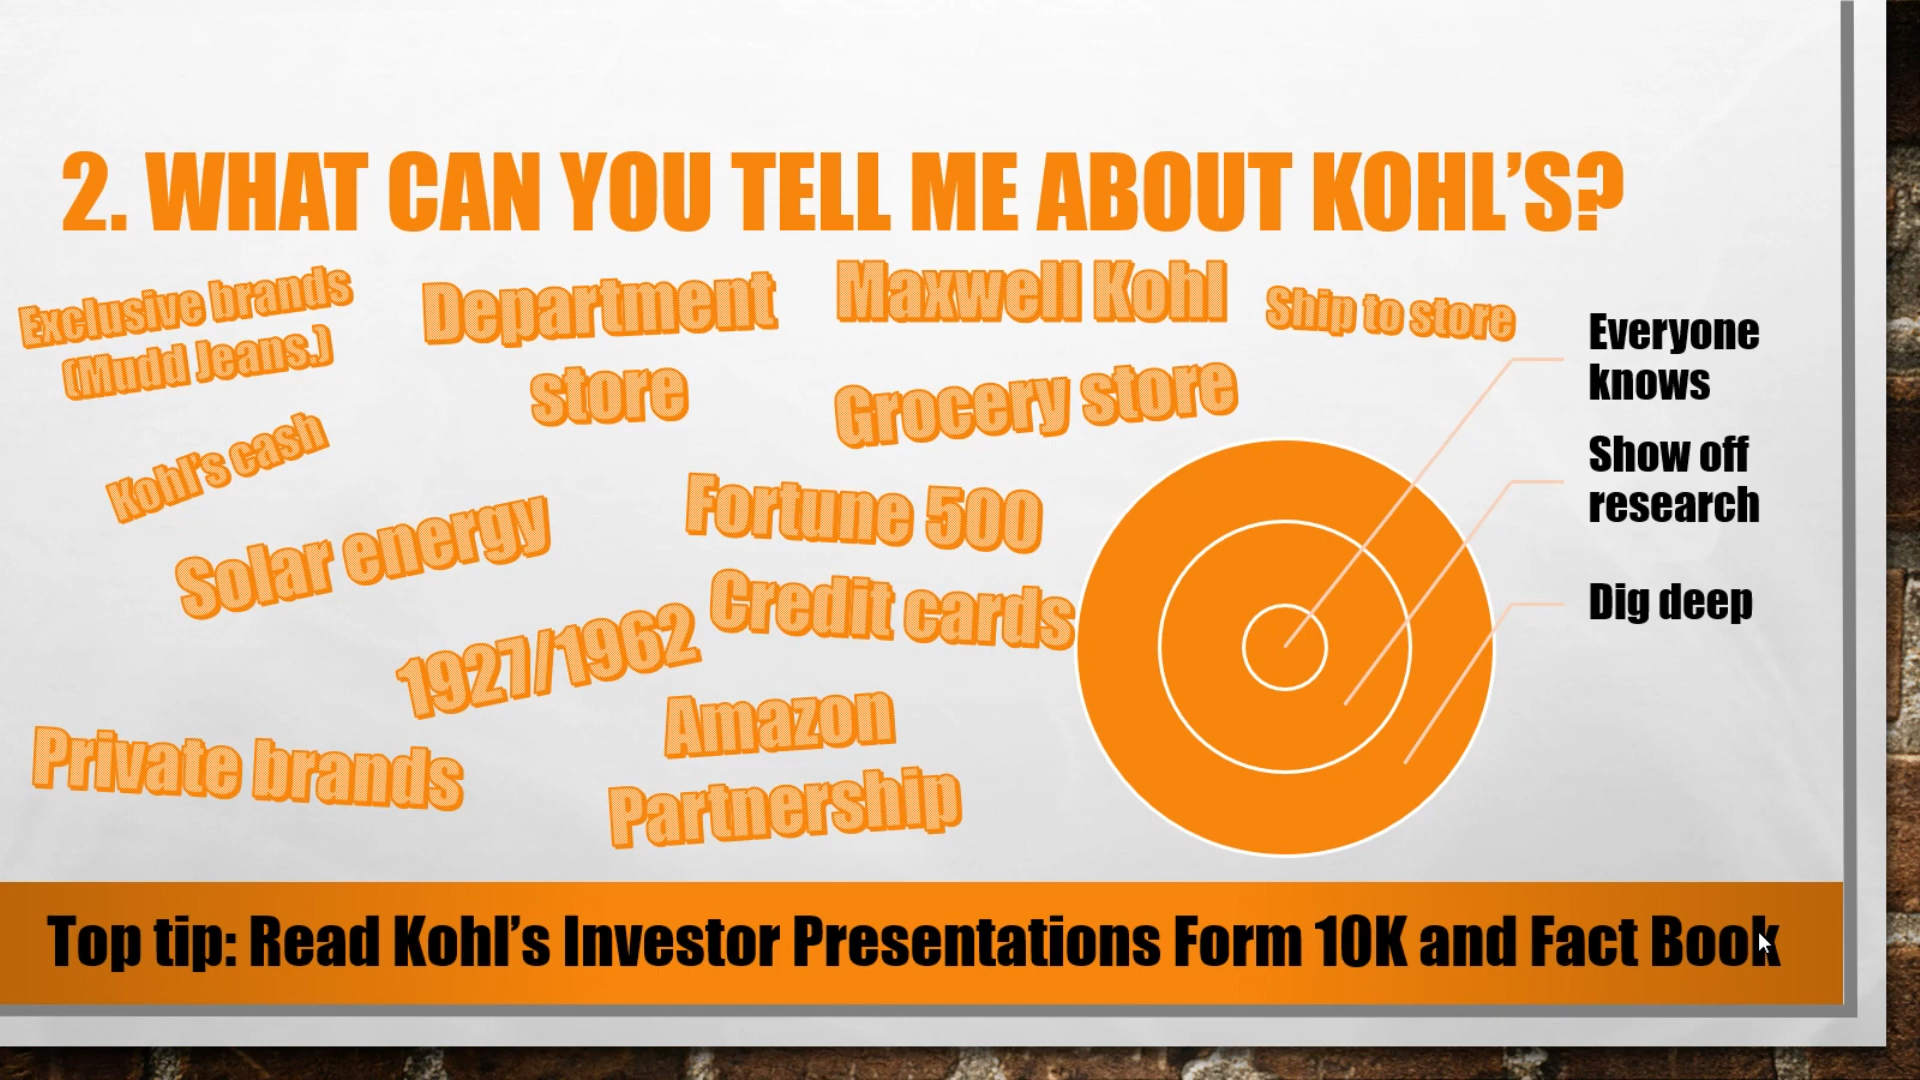 2. WHAT CAN YOU TELL ME ABOUT KOHL’S?
Exclusive brands
(Mudd Jeans.)
Department
store
Maxwell Kohl
Ship to store
Grocery store
Kohl’s cash
Solar energy
Fortune 500
Credit cards
1927/1962
Amazon
Partnership
Private brands
Everyone
knows
Show off
research
Dig deep
Top tip: Read Kohl’s Investor Presentations Form 10K and Fact Book